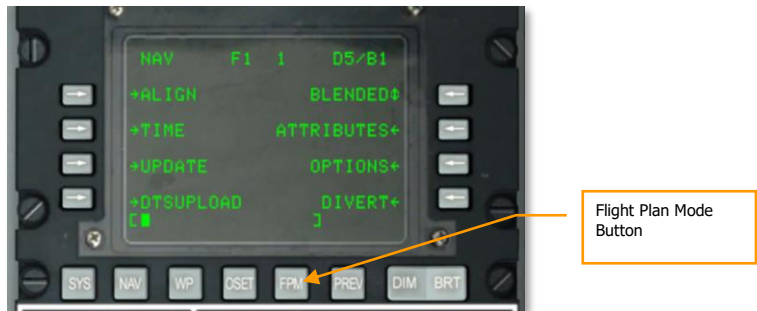 NAV F1 1 D5/B1
→ALIGN BLENDED⇕
→TIME ATTRIBUTES←
→UPDATE OPTIONS←
→DTSUPLOAD DIVERT←
[ ]
SYS NAV WP OSET FPM PREV DIM BRT
Flight Plan Mode
Button